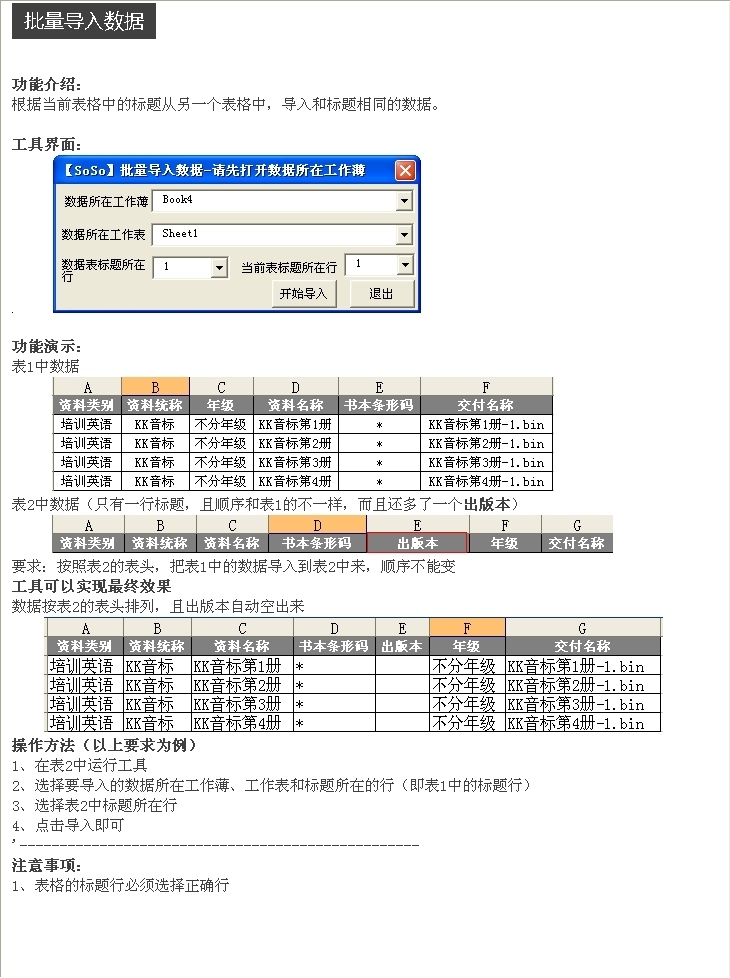 批量导入数据
功能介绍：
根据当前表格中的标题从另一个表格中，导入和标题相同的数据。
工具界面：
【SoSo】批量导入数据-请先打开数据所在工作薄
数据所在工作薄 Book4
数据所在工作表 Sheet1
数据表标题所在行 1 当前表标题所在行 1
开始导入 退出
功能演示：
表1中数据
A B C D E F
资料类别 资料统称 年级 资料名称 书本条形码 交付名称
培训英语 KK音标 不分年级 KK音标第1册 * KK音标第1册-1.bin
培训英语 KK音标 不分年级 KK音标第2册 * KK音标第2册-1.bin
培训英语 KK音标 不分年级 KK音标第3册 * KK音标第3册-1.bin
培训英语 KK音标 不分年级 KK音标第4册 * KK音标第4册-1.bin
表2中数据（只有一行标题，且顺序和表1的不一样，而且还多了一个出版本）
A B C D E F G
资料类别 资料统称 资料名称 书本条形码 出版本 年级 交付名称
要求：按照表2的表头，把表1中的数据导入到表2中来，顺序不能变
工具可以实现最终效果
数据按表2的表头排列，且出版本自动空出来
A B C D E F G
资料类别 资料统称 资料名称 书本条形码 出版本 年级 交付名称
培训英语 KK音标 KK音标第1册 * 不分年级 KK音标第1册-1.bin
培训英语 KK音标 KK音标第2册 * 不分年级 KK音标第2册-1.bin
培训英语 KK音标 KK音标第3册 * 不分年级 KK音标第3册-1.bin
培训英语 KK音标 KK音标第4册 * 不分年级 KK音标第4册-1.bin
操作方法（以上要求为例）
1、在表2中运行工具
2、选择要导入的数据所在工作薄、工作表和标题所在的行（即表1中的标题行）
3、选择表2中标题所在行
4、点击导入即可
'__________________________________________________
注意事项：
1、表格的标题行必须选择正确行